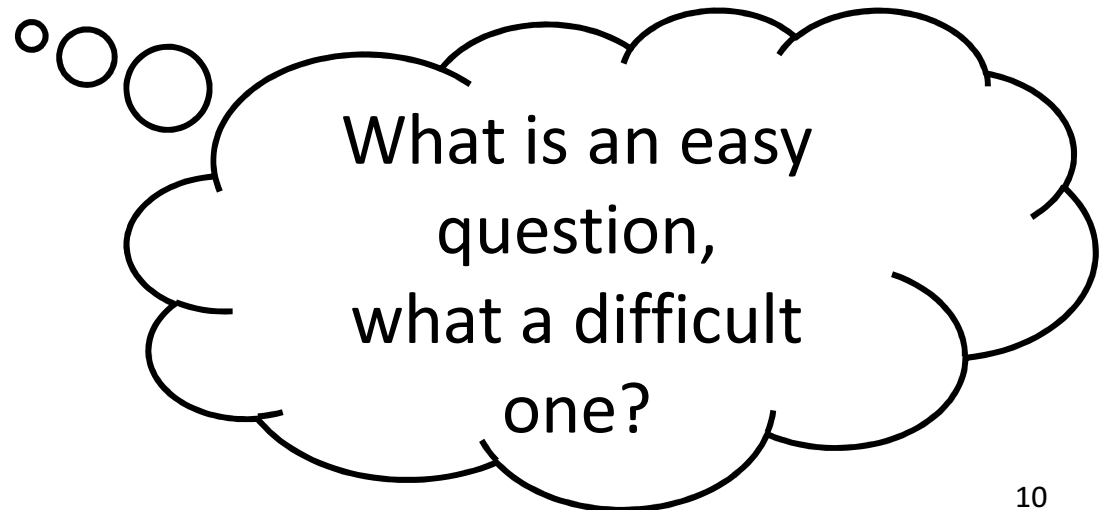 What is an easy
question,
what a difficult
one?
10